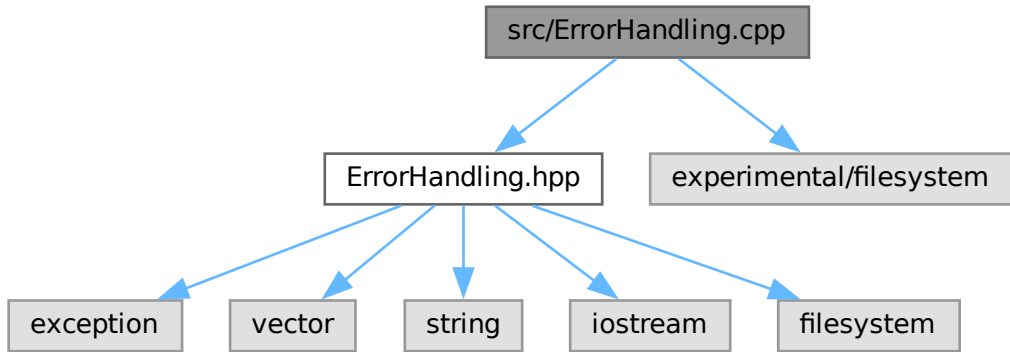 src/ErrorHandling.cpp
ErrorHandling.hpp
experimental/filesystem
exception
vector
string
iostream
filesystem